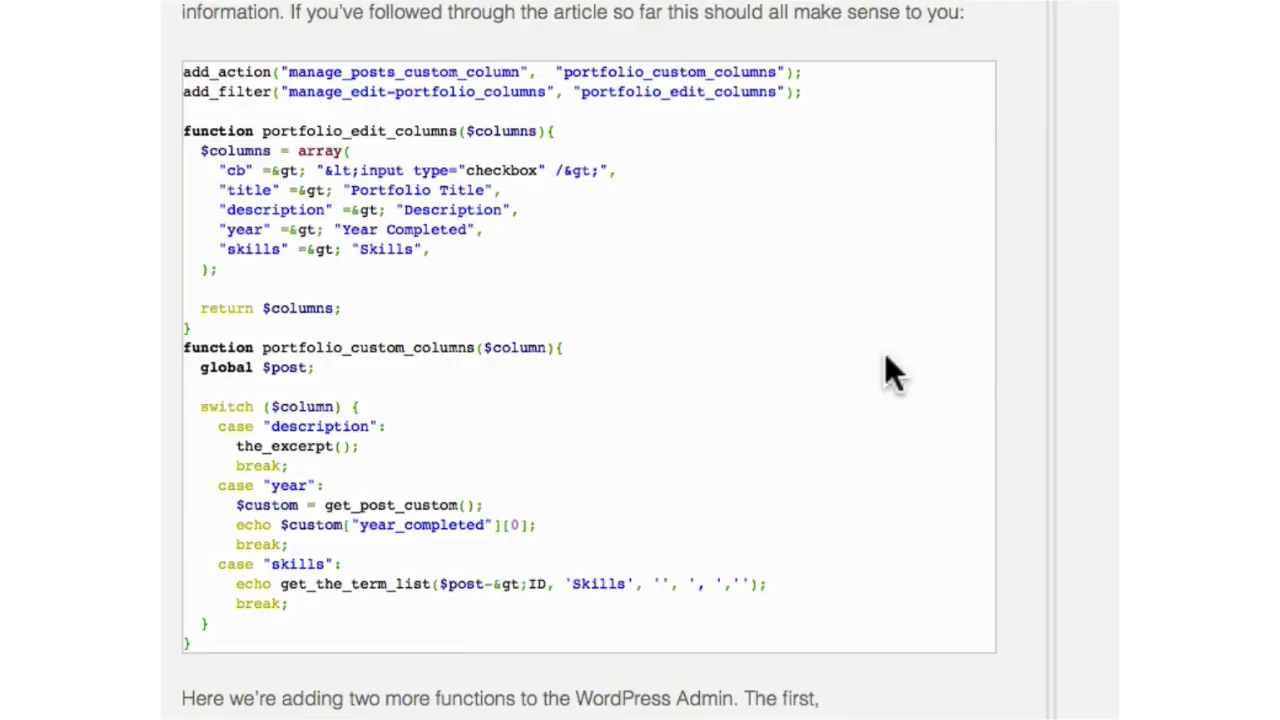 information. If you've followed through the article so far this should all make sense to you:
add_action("manage_posts_custom_column",  "portfolio_custom_columns");
add_filter("manage_edit-portfolio_columns", "portfolio_edit_columns");
function portfolio_edit_columns($columns){
  $columns = array(
    "cb" =&gt; "&lt;input type="checkbox" /&gt;",
    "title" =&gt; "Portfolio Title",
    "description" =&gt; "Description",
    "year" =&gt; "Year Completed",
    "skills" =&gt; "Skills",
  );
  return $columns;
}
function portfolio_custom_columns($column){
  global $post;
  switch ($column) {
    case "description":
      the_excerpt();
      break;
    case "year":
      $custom = get_post_custom();
      echo $custom["year_completed"][0];
      break;
    case "skills":
      echo get_the_term_list($post-&gt;ID, 'Skills', '', ', ','');
      break;
  }
}
Here we're adding two more functions to the WordPress Admin. The first,